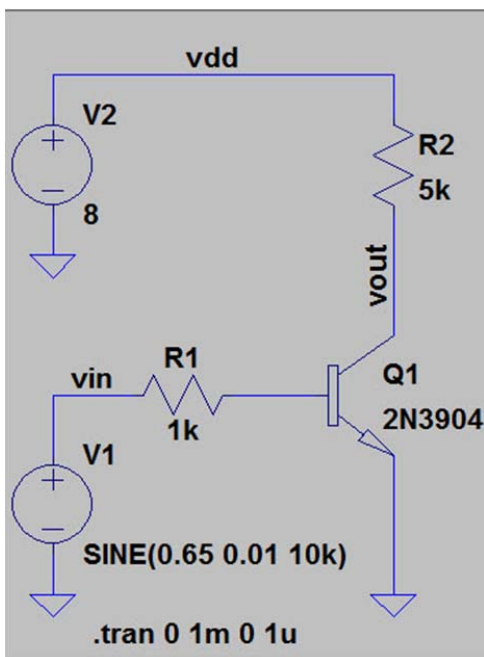 vdd
V2
R2
5k
8
vout
R1
vin
Q1
1k
2N3904
V1
SINE(0.65 0.01 10k)
.tran 0 1m 0 1u